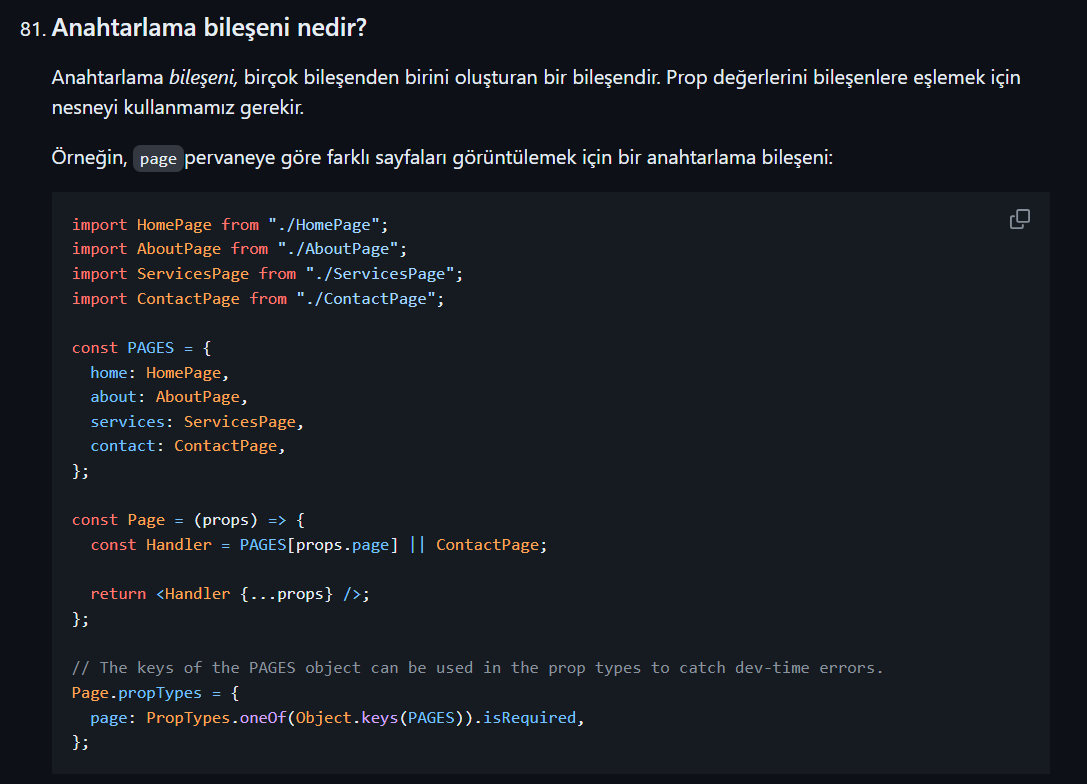 81. Anahtarlama bileşeni nedir?
Anahtarlama bileşeni, birçok bileşenden birini oluşturan bir bileşendir. Prop değerlerini bileşenlere eşlemek için
nesneyi kullanmamız gerekir.
Örneğin, page pervaneye göre farklı sayfaları görüntülemek için bir anahtarlama bileşeni:
import HomePage from "./HomePage";
import AboutPage from "./AboutPage";
import ServicesPage from "./ServicesPage";
import ContactPage from "./ContactPage";
const PAGES = {
  home: HomePage,
  about: AboutPage,
  services: ServicesPage,
  contact: ContactPage,
};
const Page = (props) => {
  const Handler = PAGES[props.page] || ContactPage;
  return <Handler {...props} />;
};
// The keys of the PAGES object can be used in the prop types to catch dev-time errors.
Page.propTypes = {
  page: PropTypes.oneOf(Object.keys(PAGES)).isRequired,
};